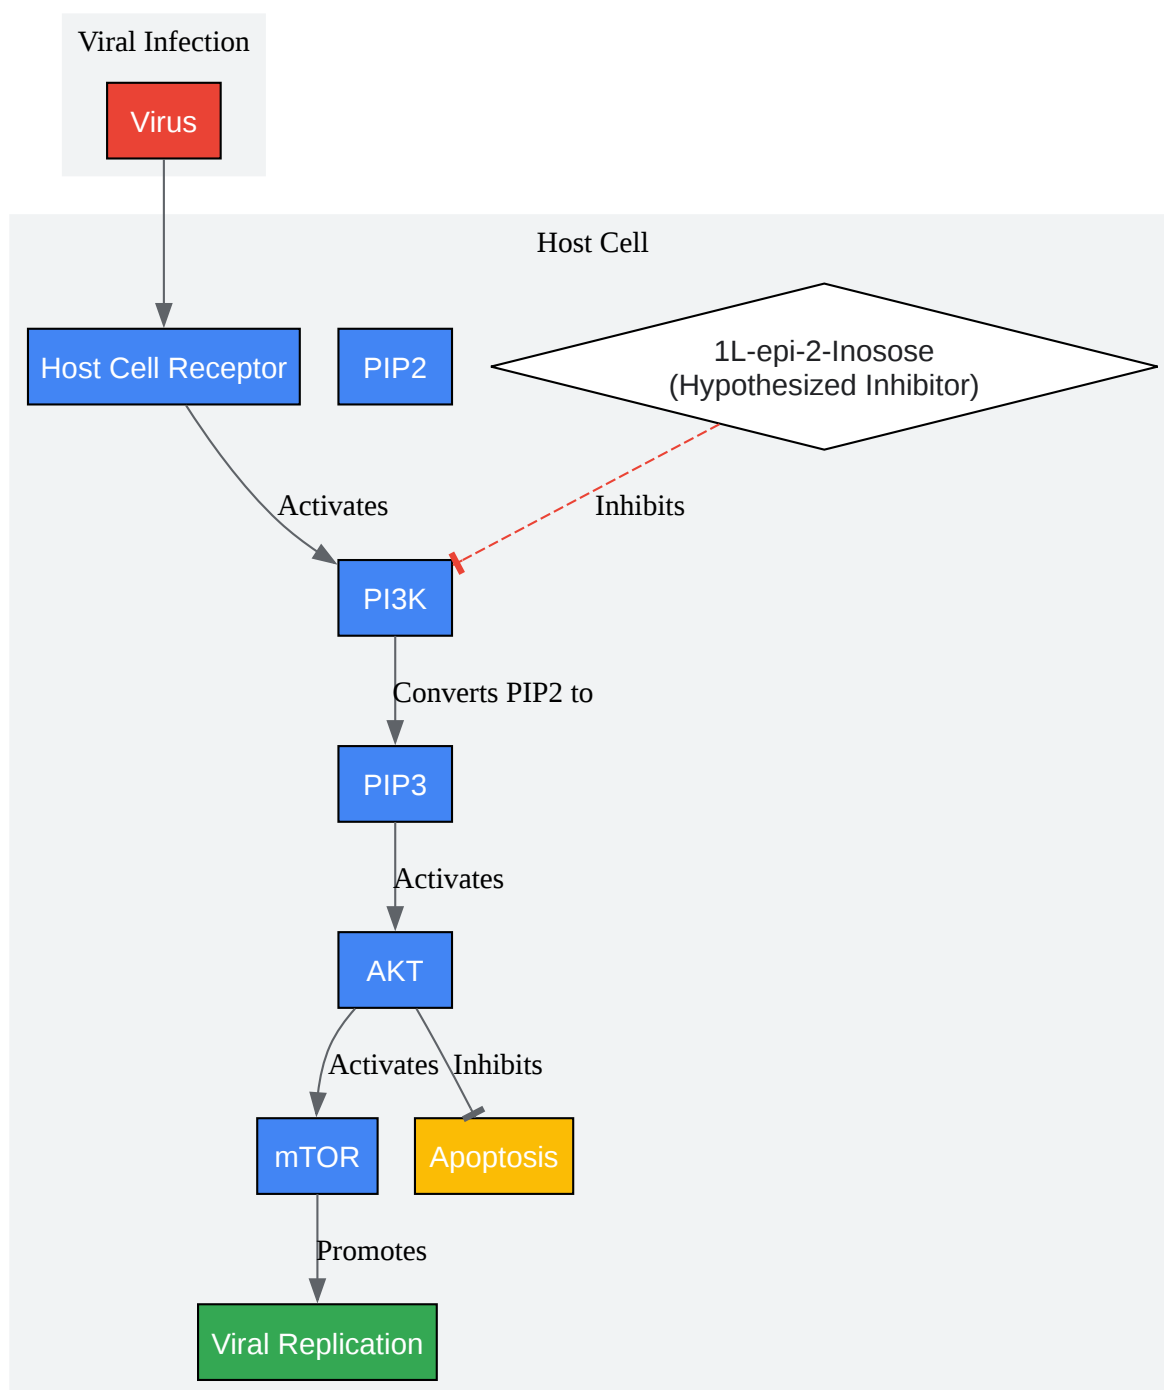 Viral Infection
Virus
Host Cell
Host Cell Receptor
PIP2
1L-epi-2-Inosose
(Hypothesized Inhibitor)
Activates
Inhibits
PI3K
Converts PIP2 to
PIP3
Activates
AKT
Activates
Inhibits
mTOR
Apoptosis
Promotes
Viral Replication